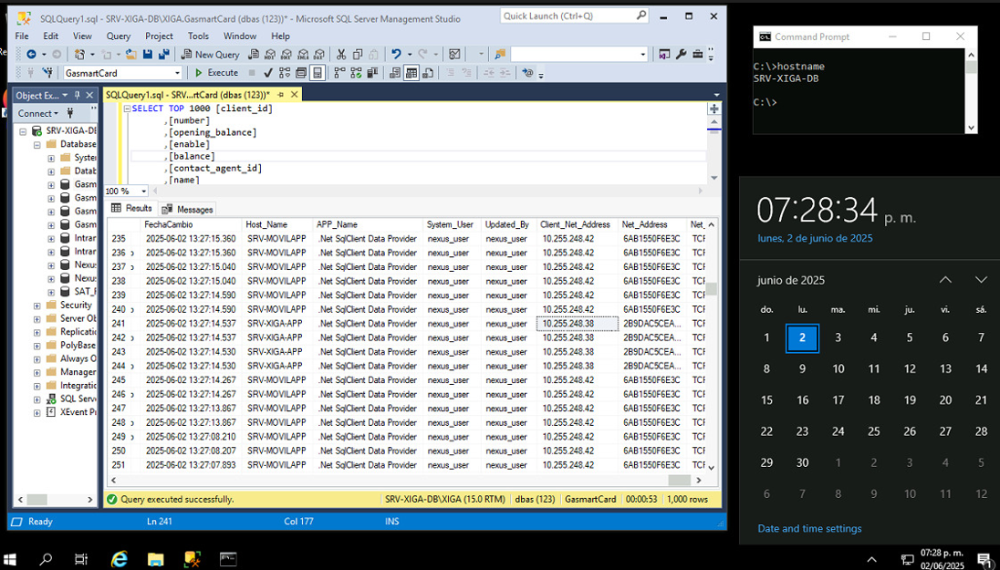 SQLQuery1.sql - SRV-XIGA-DB\XIGA.GasmartCard (dbas (123))* - Microsoft SQL Server Management Studio
Quick Launch (Ctrl+Q)
File Edit View Query Project Tools Window Help
New Query
GasmartCard Execute
Object Ex...
SQLQuery1.sql - SRV...rtCard (dbas (123))*
Connect
SRV-XIGA-DB
Database
System
Datab
Gasm
Gasm
Gasm
Gasm
Intran
Intran
Nexus
Nexus
SAT_F
Security
Server Ob
Replicatio
PolyBase
Always O
Manager
Integratio
SQL Serve
XEvent Pr
SELECT TOP 1000 [client_id]
,[number]
,[opening_balance]
,[enable]
,[balance]
,[contact_agent_id]
,[name]
100 %
Results Messages
FechaCambio Host_Name APP_Name System_User Updated_By Client_Net_Address Net_Address Net_
235 2025-06-02 13:27:15.360 SRV-MOVILAPP .Net SqlClient Data Provider nexus_user nexus_user 10.255.248.42 6AB1550F6E3C TCP
236 2025-06-02 13:27:15.360 SRV-MOVILAPP .Net SqlClient Data Provider nexus_user nexus_user 10.255.248.42 6AB1550F6E3C TCP
237 2025-06-02 13:27:15.040 SRV-MOVILAPP .Net SqlClient Data Provider nexus_user nexus_user 10.255.248.42 6AB1550F6E3C TCP
238 2025-06-02 13:27:15.040 SRV-MOVILAPP .Net SqlClient Data Provider nexus_user nexus_user 10.255.248.42 6AB1550F6E3C TCP
239 2025-06-02 13:27:14.590 SRV-MOVILAPP .Net SqlClient Data Provider nexus_user nexus_user 10.255.248.42 6AB1550F6E3C TCP
240 2025-06-02 13:27:14.590 SRV-MOVILAPP .Net SqlClient Data Provider nexus_user nexus_user 10.255.248.42 6AB1550F6E3C TCP
241 2025-06-02 13:27:14.537 SRV-XIGA-APP .Net SqlClient Data Provider nexus_user nexus_user 10.255.248.38 2B9DAC5CEA... TCP
242 2025-06-02 13:27:14.537 SRV-XIGA-APP .Net SqlClient Data Provider nexus_user nexus_user 10.255.248.38 2B9DAC5CEA... TCP
243 2025-06-02 13:27:14.530 SRV-XIGA-APP .Net SqlClient Data Provider nexus_user nexus_user 10.255.248.38 2B9DAC5CEA... TCP
244 2025-06-02 13:27:14.530 SRV-XIGA-APP .Net SqlClient Data Provider nexus_user nexus_user 10.255.248.38 2B9DAC5CEA... TCP
245 2025-06-02 13:27:14.267 SRV-MOVILAPP .Net SqlClient Data Provider nexus_user nexus_user 10.255.248.42 6AB1550F6E3C TCP
246 2025-06-02 13:27:14.267 SRV-MOVILAPP .Net SqlClient Data Provider nexus_user nexus_user 10.255.248.42 6AB1550F6E3C TCP
247 2025-06-02 13:27:13.867 SRV-MOVILAPP .Net SqlClient Data Provider nexus_user nexus_user 10.255.248.42 6AB1550F6E3C TCP
248 2025-06-02 13:27:13.867 SRV-MOVILAPP .Net SqlClient Data Provider nexus_user nexus_user 10.255.248.42 6AB1550F6E3C TCP
249 2025-06-02 13:27:08.210 SRV-MOVILAPP .Net SqlClient Data Provider nexus_user nexus_user 10.255.248.42 6AB1550F6E3C TCP
250 2025-06-02 13:27:08.207 SRV-MOVILAPP .Net SqlClient Data Provider nexus_user nexus_user 10.255.248.42 6AB1550F6E3C TCP
251 2025-06-02 13:27:07.893 SRV-MOVILAPP .Net SqlClient Data Provider nexus_user nexus_user 10.255.248.42 6AB1550F6E3C TCP
Query executed successfully. SRV-XIGA-DB\XIGA (15.0 RTM) dbas (123) GasmartCard 00:00:53 1,000 rows
Ready Ln 241 Col 177 INS
Command Prompt
C:\>hostname
SRV-XIGA-DB
C:\>
07:28:34 p. m.
lunes, 2 de junio de 2025
junio de 2025
do. lu. ma. mi. ju. vi. sá.
1 2 3 4 5 6 7
8 9 10 11 12 13 14
15 16 17 18 19 20 21
22 23 24 25 26 27 28
29 30 1 2 3 4 5
6 7 8 9 10 11 12
Date and time settings
07:28 p. m.
02/06/2025
1